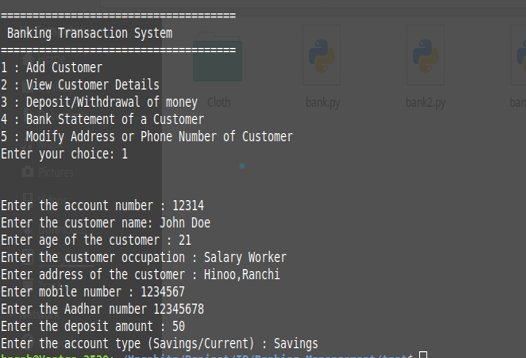 =====================================
Banking Transaction System
=====================================
1 : Add Customer
2 : View Customer Details
3 : Deposit/Withdrawal of money
4 : Bank Statement of a Customer
5 : Modify Address or Phone Number of Customer
Enter your choice: 1
Enter the account number : 12314
Enter the customer name: John Doe
Enter age of the customer : 21
Enter the customer occupation : Salary Worker
Enter address of the customer : Hinoo,Ranchi
Enter mobile number : 1234567
Enter the Aadhar number 12345678
Enter the deposit amount : 50
Enter the account type (Savings/Current) : Savings
Cloth
bank.py
bank2.py
Pictures